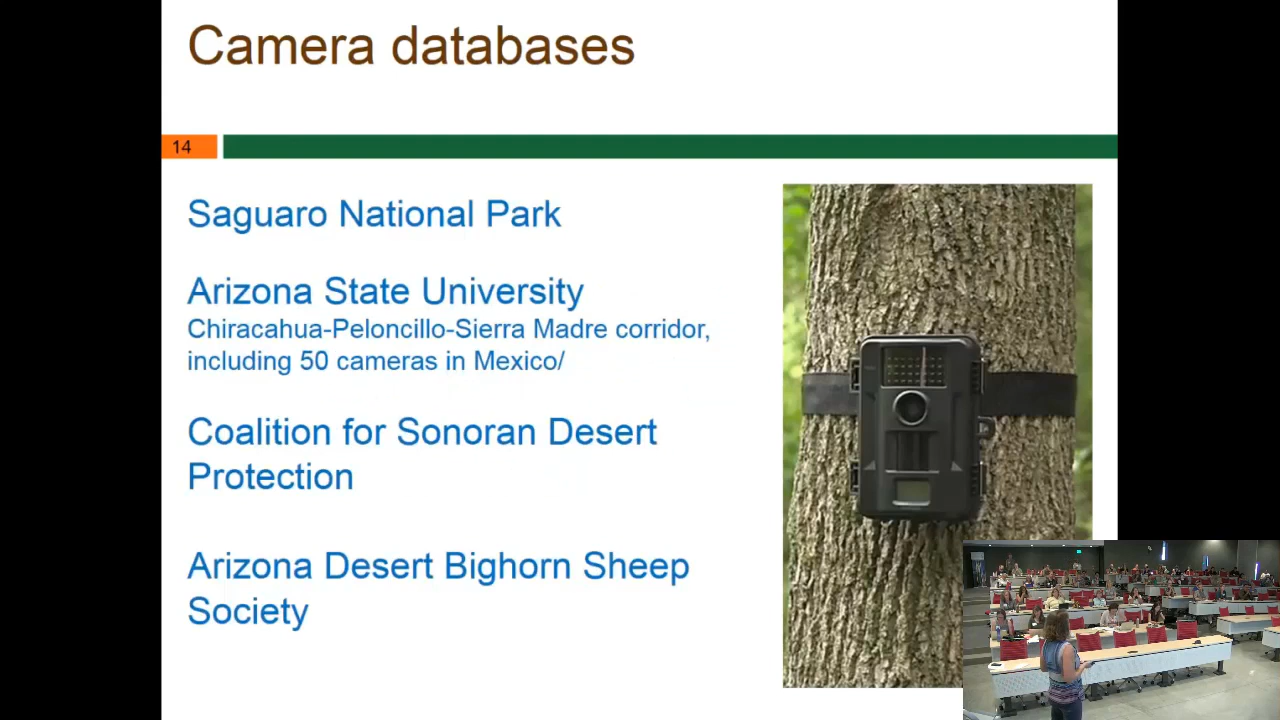 Camera databases
14
Saguaro National Park
Arizona State University
Chiracahua-Peloncillo-Sierra Madre corridor,
including 50 cameras in Mexico/
Coalition for Sonoran Desert
Protection
Arizona Desert Bighorn Sheep
Society